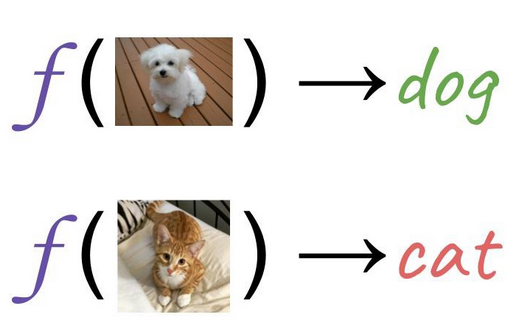 f( ) → dog
f( ) → cat